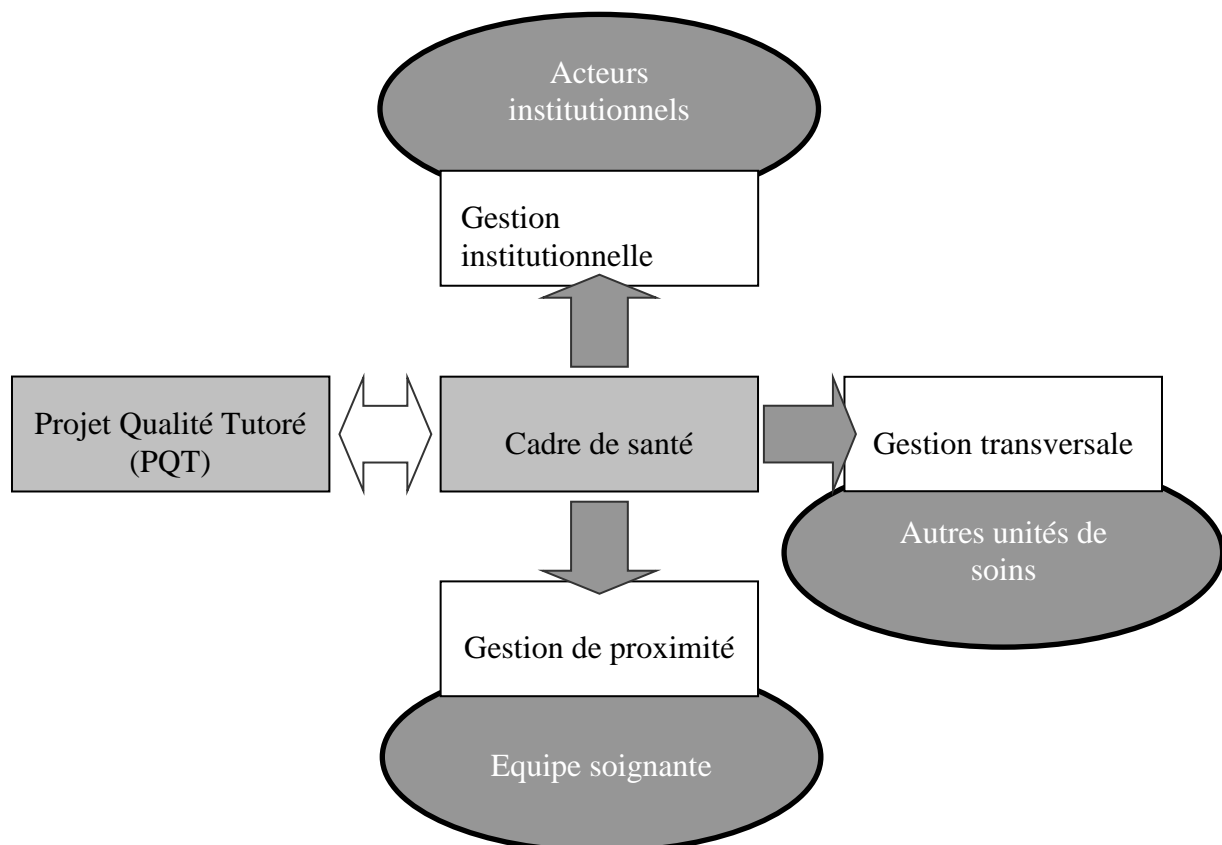 Acteurs
institutionnels
Gestion
institutionnelle
Projet Qualité Tutoré
(PQT)
Cadre de santé
Gestion transversale
Autres unités de
soins
Gestion de proximité
Equipe soignante